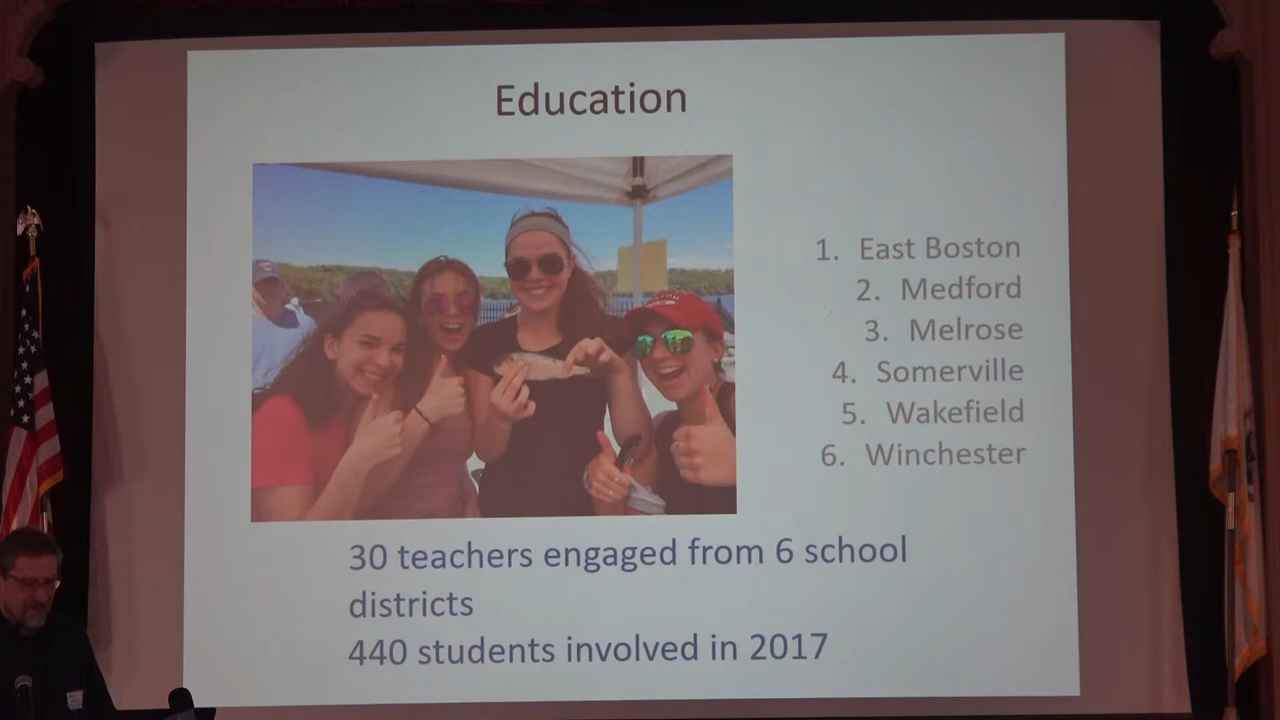 Education
1. East Boston
2. Medford
3. Melrose
4. Somerville
5. Wakefield
6. Winchester
30 teachers engaged from 6 school
districts
440 students involved in 2017